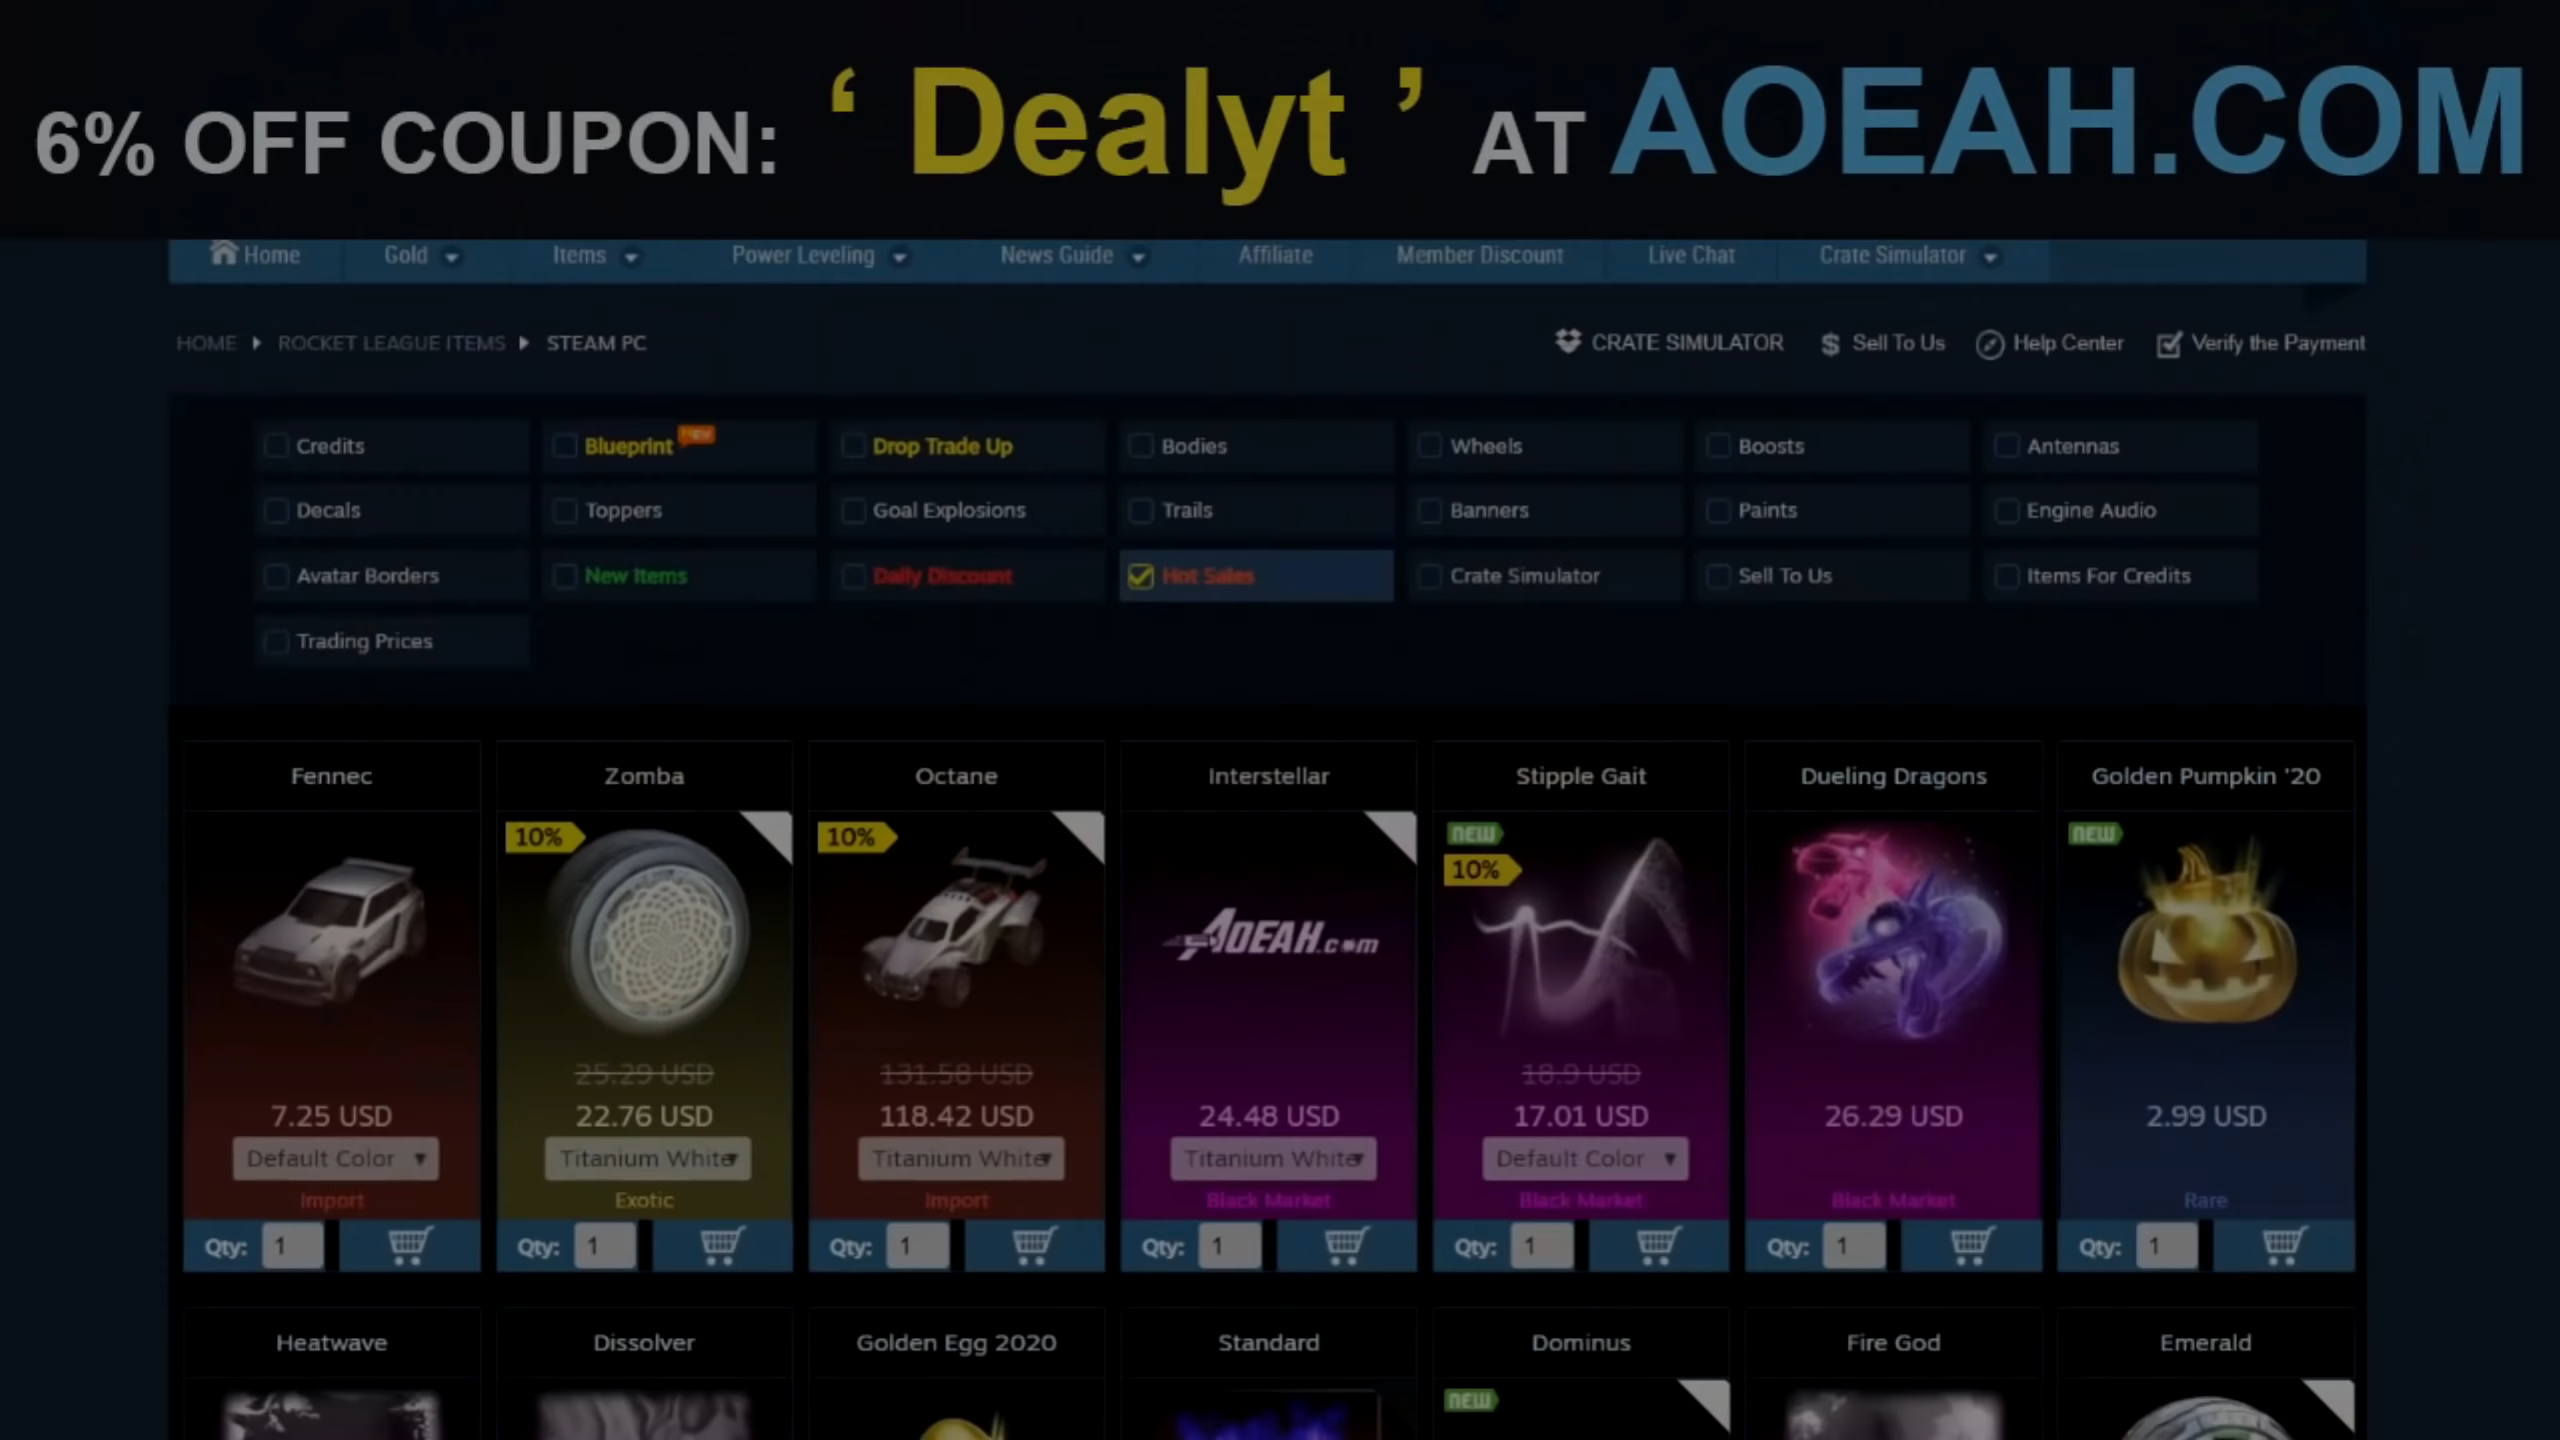 6% OFF COUPON: ‘ Dealyt ’ AT AOEAH.COM
Home Gold Items Power Leveling News Guide Affiliate Member Discount Live Chat Crate Simulator
HOME ROCKET LEAGUE ITEMS STEAM PC CRATE SIMULATOR $ Sell To Us Help Center Verify the Payment
Credits Blueprint NEW Drop Trade Up Bodies Wheels Boosts Antennas
Decals Toppers Goal Explosions Trails Banners Paints Engine Audio
Avatar Borders New Items Daily Discount Hot Sales Crate Simulator Sell To Us Items For Credits
Trading Prices
Fennec Zomba Octane Interstellar Stipple Gait Dueling Dragons Golden Pumpkin '20
10% 10% NEW NEW
10%
AOEAH.com
25.29 USD 131.58 USD 18.9 USD
7.25 USD 22.76 USD 118.42 USD 24.48 USD 17.01 USD 26.29 USD 2.99 USD
Default Color Titanium White Titanium White Titanium White Default Color
Import Exotic Import Black Market Black Market Black Market Rare
Qty: 1 Qty: 1 Qty: 1 Qty: 1 Qty: 1 Qty: 1 Qty: 1
Heatwave Dissolver Golden Egg 2020 Standard Dominus Fire God Emerald
NEW